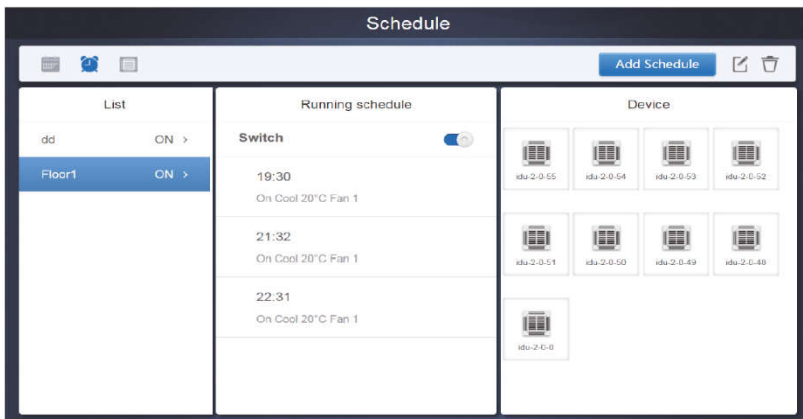 Schedule
Add Schedule
List
Running schedule
Device
dd ON >
Floor1 ON >
Switch
19:30
On Cool 20°C Fan 1
21:32
On Cool 20°C Fan 1
22:31
On Cool 20°C Fan 1
idu-2-0-55 idu-2-0-54 idu-2-0-53 idu-2-0-52
idu-2-0-51 idu-2-0-50 idu-2-0-49 idu-2-0-48
idu-2-0-0